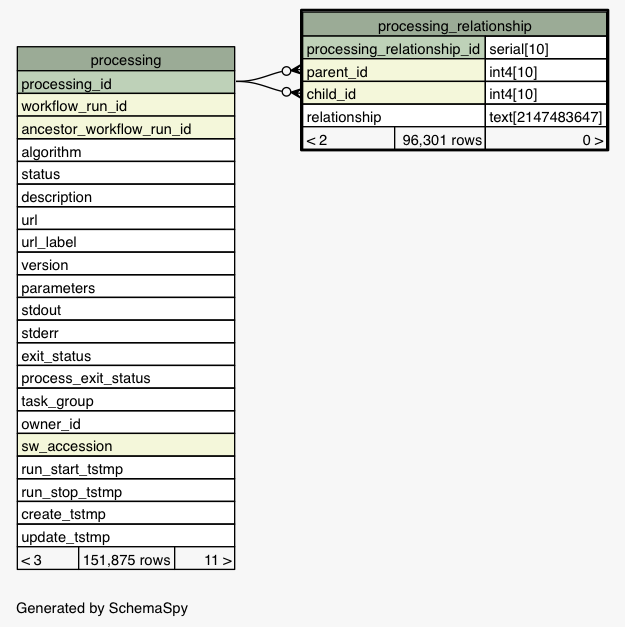 processing
processing_id
workflow_run_id
ancestor_workflow_run_id
algorithm
status
description
url
url_label
version
parameters
stdout
stderr
exit_status
process_exit_status
task_group
owner_id
sw_accession
run_start_tstmp
run_stop_tstmp
create_tstmp
update_tstmp
< 3 151,875 rows 11 >
processing_relationship
processing_relationship_id serial[10]
parent_id int4[10]
child_id int4[10]
relationship text[2147483647]
< 2 96,301 rows 0 >
Generated by SchemaSpy